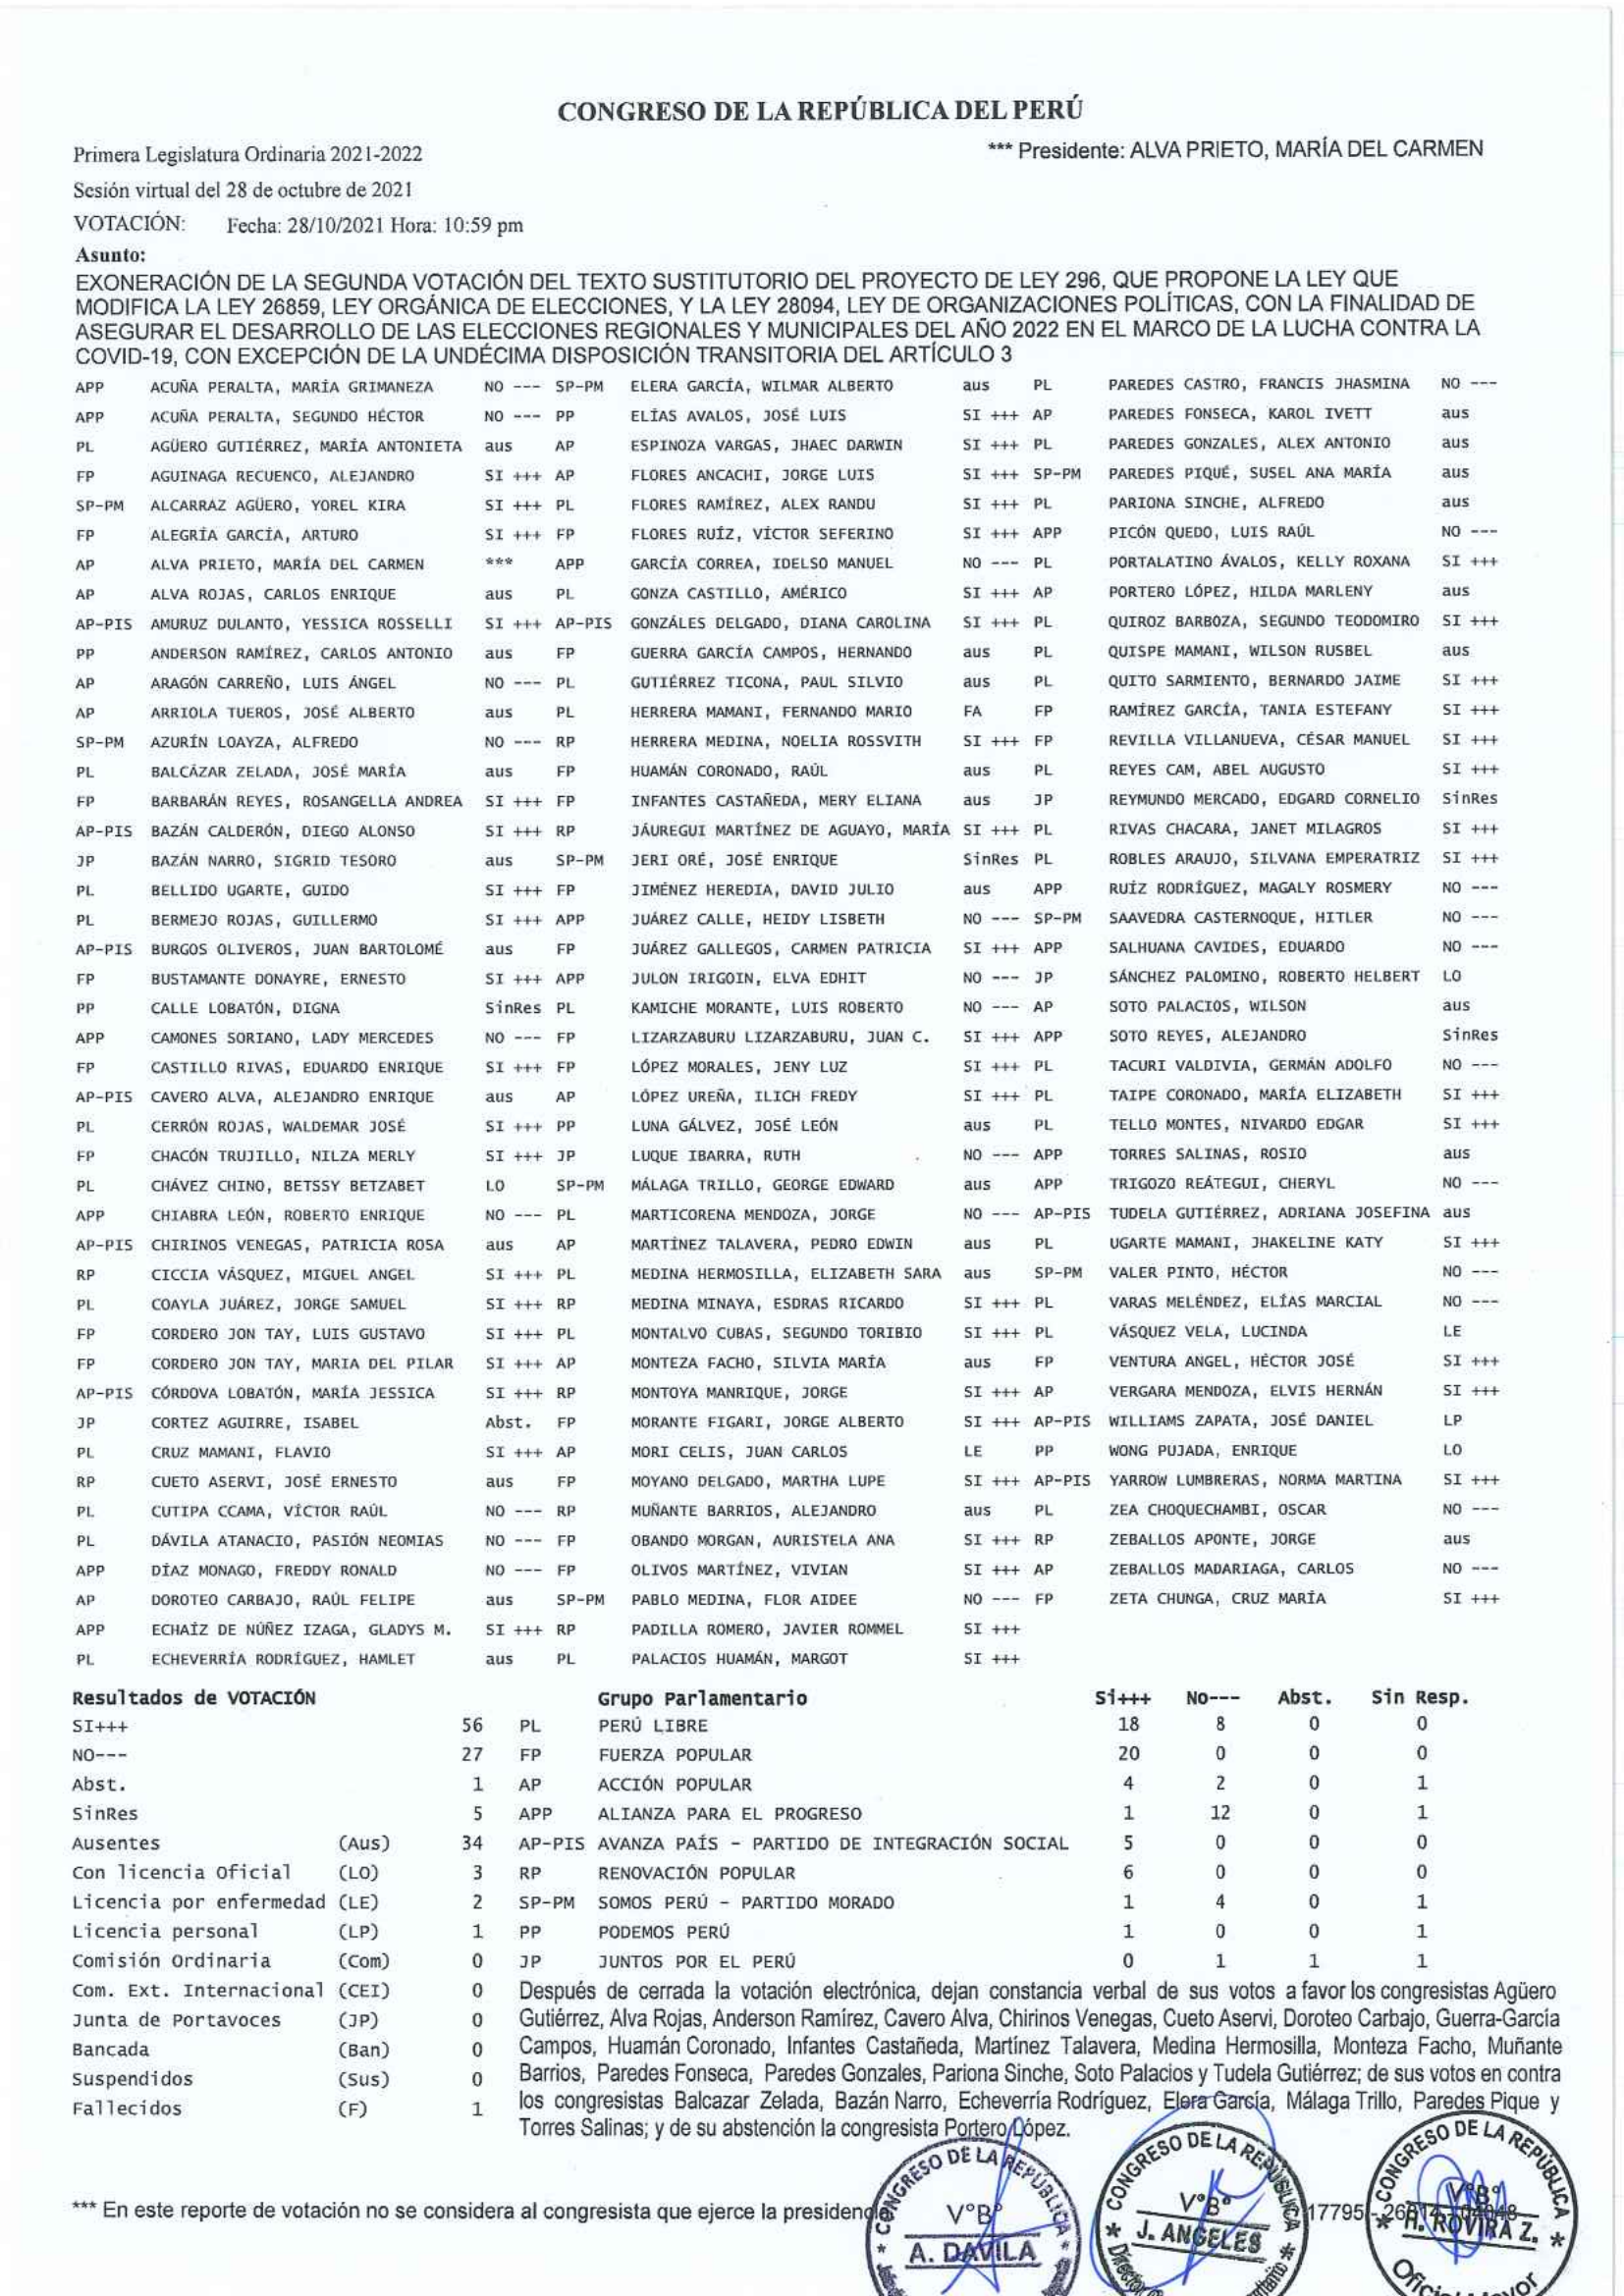 CONGRESO DE LA REPÚBLICA DEL PERÚ
Primera Legislatura Ordinaria 2021-2022 *** Presidente: ALVA PRIETO, MARÍA DEL CARMEN
Sesión virtual del 28 de octubre de 2021
VOTACIÓN: Fecha: 28/10/2021 Hora: 10:59 pm
Asunto:
EXONERACIÓN DE LA SEGUNDA VOTACIÓN DEL TEXTO SUSTITUTORIO DEL PROYECTO DE LEY 296, QUE PROPONE LA LEY QUE
MODIFICA LA LEY 26859, LEY ORGÁNICA DE ELECCIONES, Y LA LEY 28094, LEY DE ORGANIZACIONES POLÍTICAS, CON LA FINALIDAD DE
ASEGURAR EL DESARROLLO DE LAS ELECCIONES REGIONALES Y MUNICIPALES DEL AÑO 2022 EN EL MARCO DE LA LUCHA CONTRA LA
COVID-19, CON EXCEPCIÓN DE LA UNDÉCIMA DISPOSICIÓN TRANSITORIA DEL ARTÍCULO 3
APP ACUÑA PERALTA, MARÍA GRIMANEZA NO --- SP-PM ELERA GARCÍA, WILMAR ALBERTO aus PL PAREDES CASTRO, FRANCIS JHASMINA NO ---
APP ACUÑA PERALTA, SEGUNDO HÉCTOR NO --- PP ELÍAS AVALOS, JOSÉ LUIS SI +++ AP PAREDES FONSECA, KAROL IVETT aus
PL AGÜERO GUTIÉRREZ, MARÍA ANTONIETA aus AP ESPINOZA VARGAS, JHAEC DARWIN SI +++ PL PAREDES GONZALES, ALEX ANTONIO aus
FP AGUINAGA RECUENCO, ALEJANDRO SI +++ AP FLORES ANCACHI, JORGE LUIS SI +++ SP-PM PAREDES PIQUÉ, SUSEL ANA MARÍA aus
SP-PM ALCARRAZ AGÜERO, YOREL KIRA SI +++ PL FLORES RAMÍREZ, ALEX RANDU SI +++ PL PARIONA SINCHE, ALFREDO aus
FP ALEGRÍA GARCÍA, ARTURO SI +++ FP FLORES RUÍZ, VÍCTOR SEFERINO SI +++ APP PICÓN QUEDO, LUIS RAÚL NO ---
AP ALVA PRIETO, MARÍA DEL CARMEN *** APP GARCÍA CORREA, IDELSO MANUEL NO --- PL PORTALATINO ÁVALOS, KELLY ROXANA SI +++
AP ALVA ROJAS, CARLOS ENRIQUE aus PL GONZA CASTILLO, AMÉRICO SI +++ AP PORTERO LÓPEZ, HILDA MARLENY aus
AP-PIS AMURUZ DULANTO, YESSICA ROSSELLI SI +++ AP-PIS GONZÁLES DELGADO, DIANA CAROLINA SI +++ PL QUIROZ BARBOZA, SEGUNDO TEODOMIRO SI +++
PP ANDERSON RAMÍREZ, CARLOS ANTONIO aus FP GUERRA GARCÍA CAMPOS, HERNANDO aus PL QUISPE MAMANI, WILSON RUSBEL aus
AP ARAGÓN CARREÑO, LUIS ÁNGEL NO --- PL GUTIÉRREZ TICONA, PAUL SILVIO aus PL QUITO SARMIENTO, BERNARDO JAIME SI +++
AP ARRIOLA TUEROS, JOSÉ ALBERTO aus PL HERRERA MAMANI, FERNANDO MARIO FA FP RAMÍREZ GARCÍA, TANIA ESTEFANY SI +++
SP-PM AZURÍN LOAYZA, ALFREDO NO --- RP HERRERA MEDINA, NOELIA ROSSVITH SI +++ FP REVILLA VILLANUEVA, CÉSAR MANUEL SI +++
PL BALCÁZAR ZELADA, JOSÉ MARÍA aus FP HUAMÁN CORONADO, RAÚL aus PL REYES CAM, ABEL AUGUSTO SI +++
FP BARBARÁN REYES, ROSANGELLA ANDREA SI +++ FP INFANTES CASTAÑEDA, MERY ELIANA aus JP REYMUNDO MERCADO, EDGARD CORNELIO SinRes
AP-PIS BAZÁN CALDERÓN, DIEGO ALONSO SI +++ RP JÁUREGUI MARTÍNEZ DE AGUAYO, MARÍA SI +++ PL RIVAS CHACARA, JANET MILAGROS SI +++
JP BAZÁN NARRO, SIGRID TESORO aus SP-PM JERI ORÉ, JOSÉ ENRIQUE SinRes PL ROBLES ARAUJO, SILVANA EMPERATRIZ SI +++
PL BELLIDO UGARTE, GUIDO SI +++ FP JIMÉNEZ HEREDIA, DAVID JULIO aus APP RUÍZ RODRÍGUEZ, MAGALY ROSMERY NO ---
PL BERMEJO ROJAS, GUILLERMO SI +++ APP JUÁREZ CALLE, HEIDY LISBETH NO --- SP-PM SAAVEDRA CASTERNOQUE, HITLER NO ---
AP-PIS BURGOS OLIVEROS, JUAN BARTOLOMÉ aus FP JUÁREZ GALLEGOS, CARMEN PATRICIA SI +++ APP SALHUANA CAVIDES, EDUARDO NO ---
FP BUSTAMANTE DONAYRE, ERNESTO SI +++ APP JULON IRIGOIN, ELVA EDHIT NO --- JP SÁNCHEZ PALOMINO, ROBERTO HELBERT LO
PP CALLE LOBATÓN, DIGNA SinRes PL KAMICHE MORANTE, LUIS ROBERTO NO --- AP SOTO PALACIOS, WILSON aus
APP CAMONES SORIANO, LADY MERCEDES NO --- FP LIZARZABURU LIZARZABURU, JUAN C. SI +++ APP SOTO REYES, ALEJANDRO SinRes
FP CASTILLO RIVAS, EDUARDO ENRIQUE SI +++ FP LÓPEZ MORALES, JENY LUZ SI +++ PL TACURI VALDIVIA, GERMÁN ADOLFO NO ---
AP-PIS CAVERO ALVA, ALEJANDRO ENRIQUE aus AP LÓPEZ UREÑA, ILICH FREDY SI +++ PL TAIPE CORONADO, MARÍA ELIZABETH SI +++
PL CERRÓN ROJAS, WALDEMAR JOSÉ SI +++ PP LUNA GÁLVEZ, JOSÉ LEÓN aus PL TELLO MONTES, NIVARDO EDGAR SI +++
FP CHACÓN TRUJILLO, NILZA MERLY SI +++ JP LUQUE IBARRA, RUTH NO --- APP TORRES SALINAS, ROSIO aus
PL CHÁVEZ CHINO, BETSSY BETZABET LO SP-PM MÁLAGA TRILLO, GEORGE EDWARD aus APP TRIGOZO REÁTEGUI, CHERYL NO ---
APP CHIABRA LEÓN, ROBERTO ENRIQUE NO --- PL MARTICORENA MENDOZA, JORGE NO --- AP-PIS TUDELA GUTIÉRREZ, ADRIANA JOSEFINA aus
AP-PIS CHIRINOS VENEGAS, PATRICIA ROSA aus AP MARTÍNEZ TALAVERA, PEDRO EDWIN aus PL UGARTE MAMANI, JHAKELINE KATY SI +++
RP CICCIA VÁSQUEZ, MIGUEL ANGEL SI +++ PL MEDINA HERMOSILLA, ELIZABETH SARA aus SP-PM VALER PINTO, HÉCTOR NO ---
PL COAYLA JUÁREZ, JORGE SAMUEL SI +++ RP MEDINA MINAYA, ESDRAS RICARDO SI +++ PL VARAS MELÉNDEZ, ELÍAS MARCIAL NO ---
FP CORDERO JON TAY, LUIS GUSTAVO SI +++ PL MONTALVO CUBAS, SEGUNDO TORIBIO SI +++ PL VÁSQUEZ VELA, LUCINDA LE
FP CORDERO JON TAY, MARIA DEL PILAR SI +++ AP MONTEZA FACHO, SILVIA MARÍA aus FP VENTURA ANGEL, HÉCTOR JOSÉ SI +++
AP-PIS CÓRDOVA LOBATÓN, MARÍA JESSICA SI +++ RP MONTOYA MANRIQUE, JORGE SI +++ AP VERGARA MENDOZA, ELVIS HERNÁN SI +++
JP CORTEZ AGUIRRE, ISABEL Abst. FP MORANTE FIGARI, JORGE ALBERTO SI +++ AP-PIS WILLIAMS ZAPATA, JOSÉ DANIEL LP
PL CRUZ MAMANI, FLAVIO SI +++ AP MORI CELIS, JUAN CARLOS LE PP WONG PUJADA, ENRIQUE LO
RP CUETO ASERVI, JOSÉ ERNESTO aus FP MOYANO DELGADO, MARTHA LUPE SI +++ AP-PIS YARROW LUMBRERAS, NORMA MARTINA SI +++
PL CUTIPA CCAMA, VÍCTOR RAÚL NO --- RP MUÑANTE BARRIOS, ALEJANDRO aus PL ZEA CHOQUECHAMBI, OSCAR NO ---
PL DÁVILA ATANACIO, PASIÓN NEOMIAS NO --- FP OBANDO MORGAN, AURISTELA ANA SI +++ RP ZEBALLOS APONTE, JORGE aus
APP DÍAZ MONAGO, FREDDY RONALD NO --- FP OLIVOS MARTÍNEZ, VIVIAN SI +++ AP ZEBALLOS MADARIAGA, CARLOS NO ---
AP DOROTEO CARBAJO, RAÚL FELIPE aus SP-PM PABLO MEDINA, FLOR AIDEE NO --- FP ZETA CHUNGA, CRUZ MARÍA SI +++
APP ECHAÍZ DE NÚÑEZ IZAGA, GLADYS M. SI +++ RP PADILLA ROMERO, JAVIER ROMMEL SI +++
PL ECHEVERRÍA RODRÍGUEZ, HAMLET aus PL PALACIOS HUAMÁN, MARGOT SI +++
Resultados de VOTACIÓN Grupo Parlamentario Si+++ No--- Abst. Sin Resp.
SI+++ 56 PL PERÚ LIBRE 18 8 0 0
NO--- 27 FP FUERZA POPULAR 20 0 0 0
Abst. 1 AP ACCIÓN POPULAR 4 2 0 1
SinRes 5 APP ALIANZA PARA EL PROGRESO 1 12 0 1
Ausentes (Aus) 34 AP-PIS AVANZA PAÍS - PARTIDO DE INTEGRACIÓN SOCIAL 5 0 0 0
Con licencia Oficial (LO) 3 RP RENOVACIÓN POPULAR 6 0 0 0
Licencia por enfermedad (LE) 2 SP-PM SOMOS PERÚ - PARTIDO MORADO 1 4 0 1
Licencia personal (LP) 1 PP PODEMOS PERÚ 1 0 0 1
Comisión Ordinaria (Com) 0 JP JUNTOS POR EL PERÚ 0 1 1 1
Com. Ext. Internacional (CEI) 0 Después de cerrada la votación electrónica, dejan constancia verbal de sus votos a favor los congresistas Agüero
Junta de Portavoces (JP) 0 Gutiérrez, Alva Rojas, Anderson Ramírez, Cavero Alva, Chirinos Venegas, Cueto Aservi, Doroteo Carbajo, Guerra-García
Bancada (Ban) 0 Campos, Huamán Coronado, Infantes Castañeda, Martínez Talavera, Medina Hermosilla, Monteza Facho, Muñante
Suspendidos (Sus) 0 Barrios, Paredes Fonseca, Paredes Gonzales, Pariona Sinche, Soto Palacios y Tudela Gutiérrez; de sus votos en contra
Fallecidos (F) 1 los congresistas Balcazar Zelada, Bazán Narro, Echeverría Rodríguez, Elera García, Málaga Trillo, Paredes Pique y
Torres Salinas; y de su abstención la congresista Portero López.
*** En este reporte de votación no se considera al congresista que ejerce la 17795
CONGRESO DE LA REPÚBLICA
V°B°
A. DAVILA
CONGRESO DE LA REPÚBLICA
V°B°
J. ANGELES
CONGRESO DE LA REPÚBLICA
V°B°
H. ROVIRA Z.